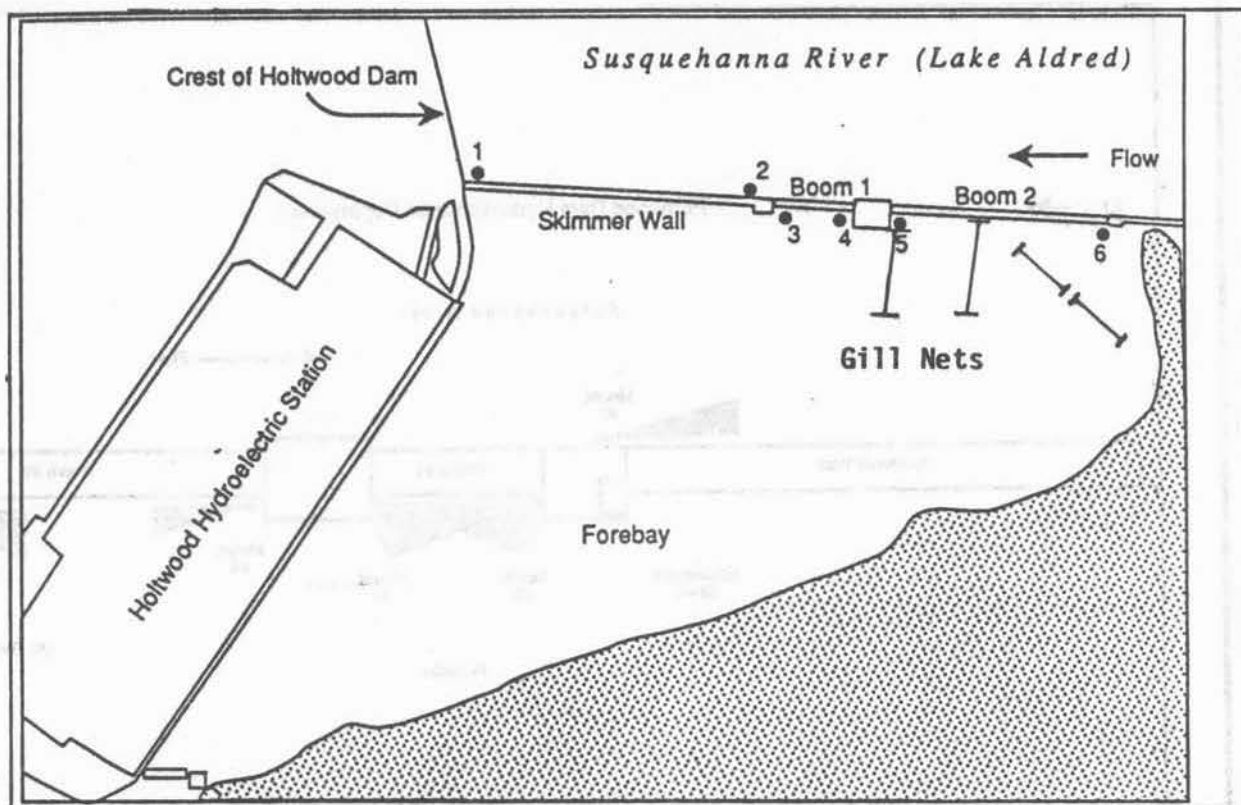 Susquehanna River (Lake Aldred)
Crest of Holtwood Dam
Flow
1
2
Boom 1
Boom 2
Skimmer Wall
3
4
5
6
Gill Nets
Holtwood Hydroelectric Station
Forebay